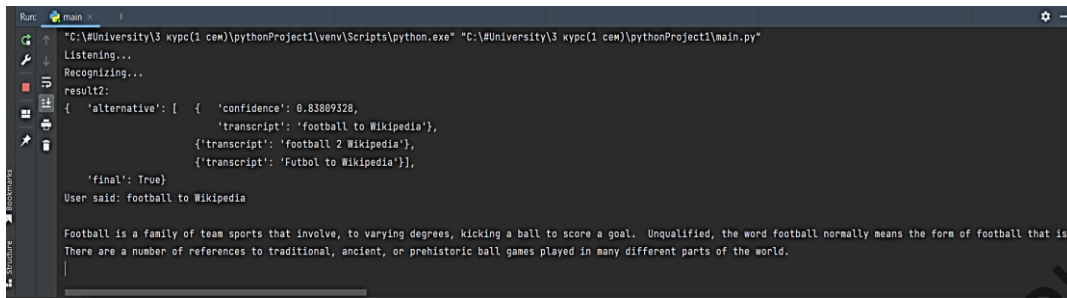 Run: main ×
"C:\#University\3 курс(1 сем)\pythonProject1\venv\Scripts\python.exe" "C:\#University\3 курс(1 сем)\pythonProject1\main.py"
Listening...
Recognizing...
result2:
{   'alternative': [   {   'confidence': 0.83809328,
'transcript': 'football to Wikipedia'},
{'transcript': 'football 2 Wikipedia'},
{'transcript': 'Futbol to Wikipedia'}],
'final': True}
User said: football to Wikipedia
Football is a family of team sports that involve, to varying degrees, kicking a ball to score a goal.  Unqualified, the word football normally means the form of football that is
There are a number of references to traditional, ancient, or prehistoric ball games played in many different parts of the world.
Bookmarks
Structure